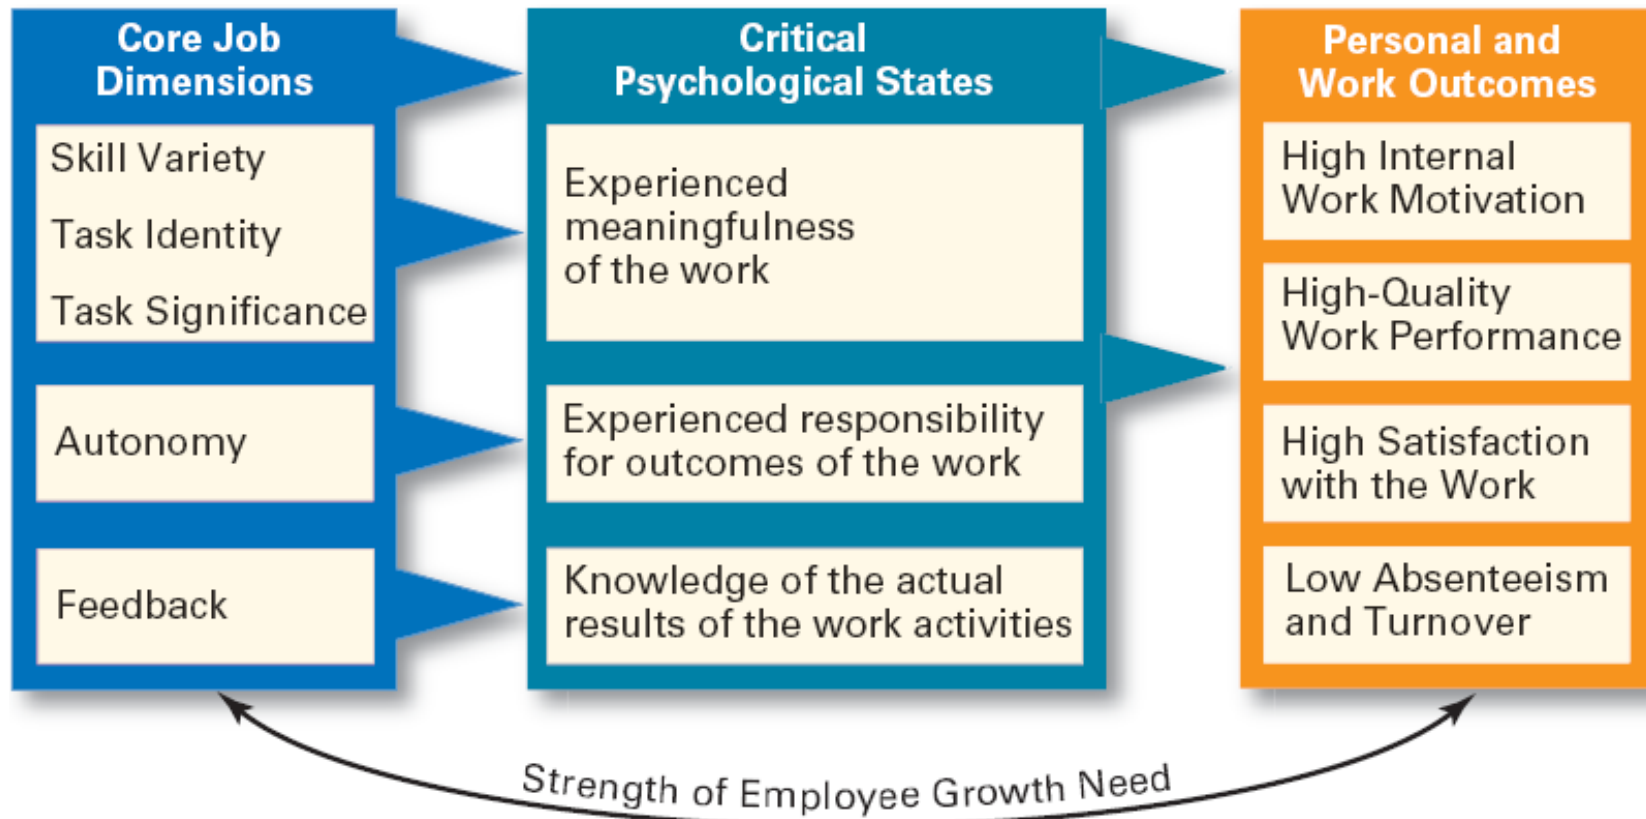 Core Job
Dimensions
Skill Variety
Task Identity
Task Significance
Autonomy
Feedback
Critical
Psychological States
Experienced
meaningfulness
of the work
Experienced responsibility
for outcomes of the work
Knowledge of the actual
results of the work activities
Personal and
Work Outcomes
High Internal
Work Motivation
High-Quality
Work Performance
High Satisfaction
with the Work
Low Absenteeism
and Turnover
Strength of Employee Growth Need